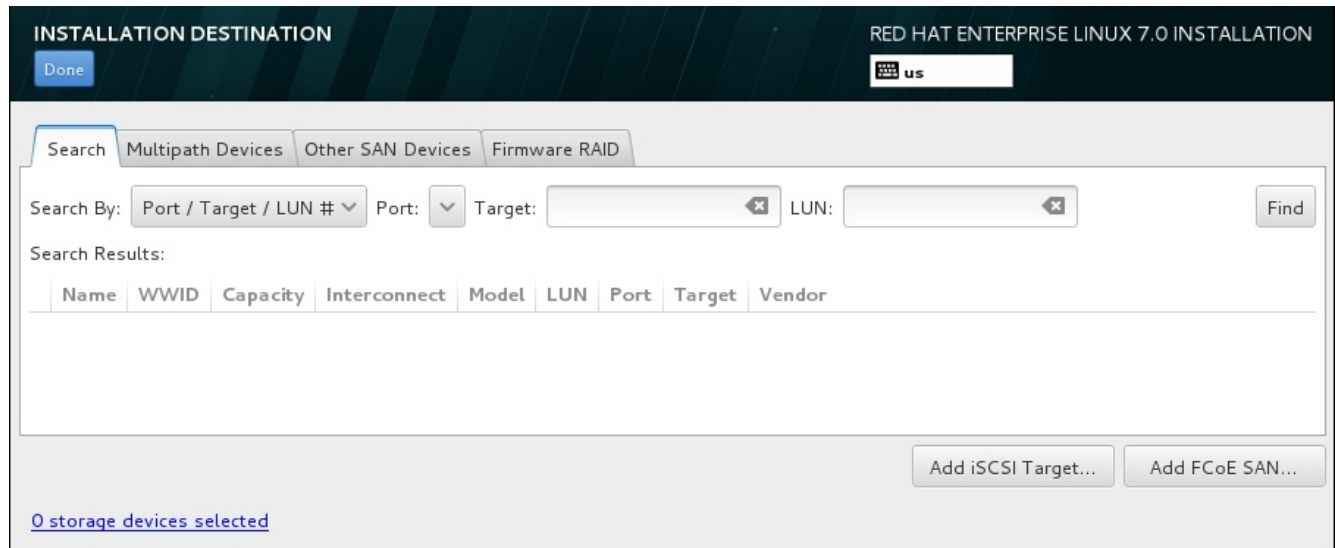 INSTALLATION DESTINATION
RED HAT ENTERPRISE LINUX 7.0 INSTALLATION
Done
us
Search Multipath Devices Other SAN Devices Firmware RAID
Search By: Port / Target / LUN # Port: Target: LUN: Find
Search Results:
Name WWID Capacity Interconnect Model LUN Port Target Vendor
Add iSCSI Target... Add FCoE SAN...
0 storage devices selected